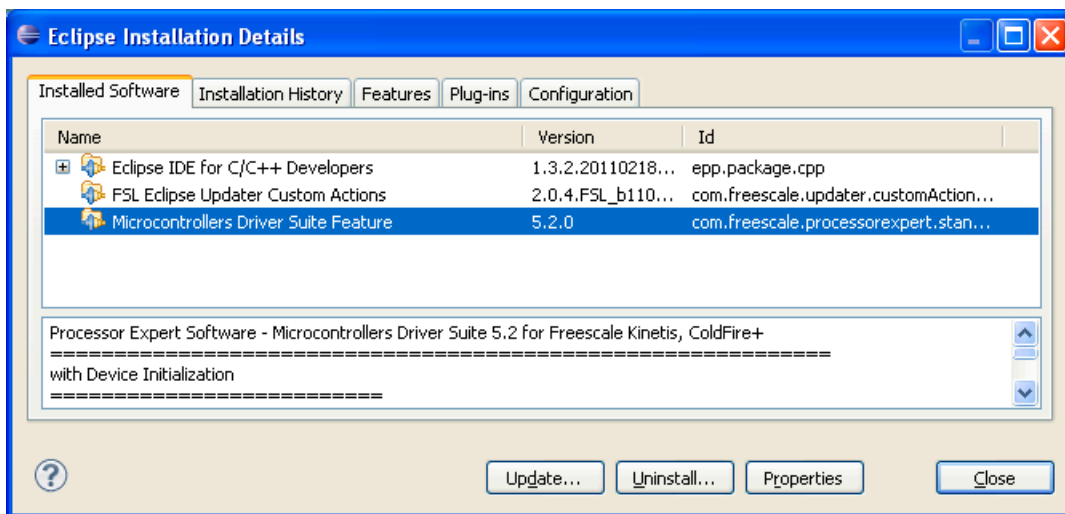 Eclipse Installation Details
Installed Software Installation History Features Plug-ins Configuration
Name Version Id
Eclipse IDE for C/C++ Developers 1.3.2.20110218... epp.package.cpp
FSL Eclipse Updater Custom Actions 2.0.4.FSL_b110... com.freescale.updater.customAction...
Microcontrollers Driver Suite Feature 5.2.0 com.freescale.processorexpert.stan...
Processor Expert Software - Microcontrollers Driver Suite 5.2 for Freescale Kinetis, ColdFire+
=============================================================
with Device Initialization
==========================
? Update... Uninstall... Properties Close